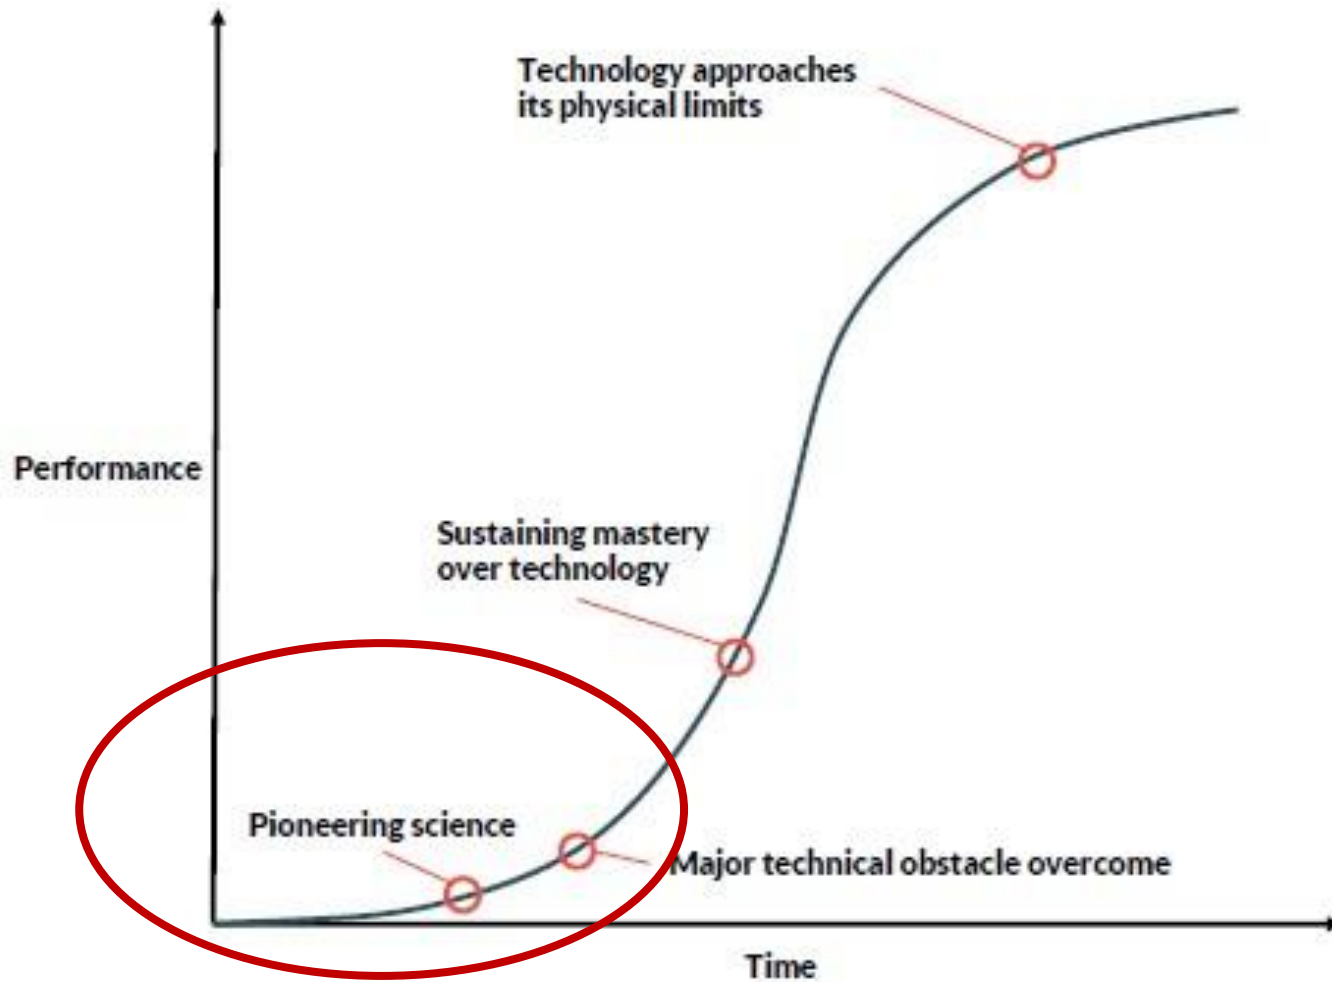 Technology approaches
its physical limits
Performance
Sustaining mastery
over technology
Pioneering science
Major technical obstacle overcome
Time